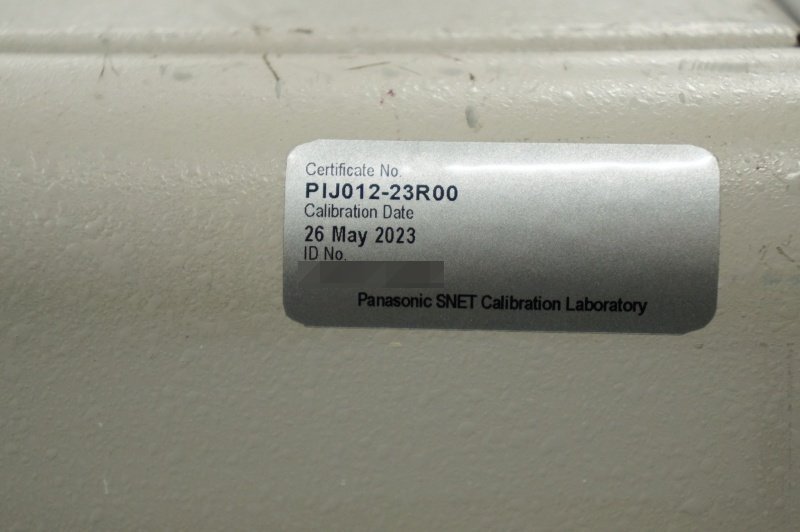 Certificate No.
PIJ012-23R00
Calibration Date
26 May 2023
ID No.
Panasonic SNET Calibration Laboratory